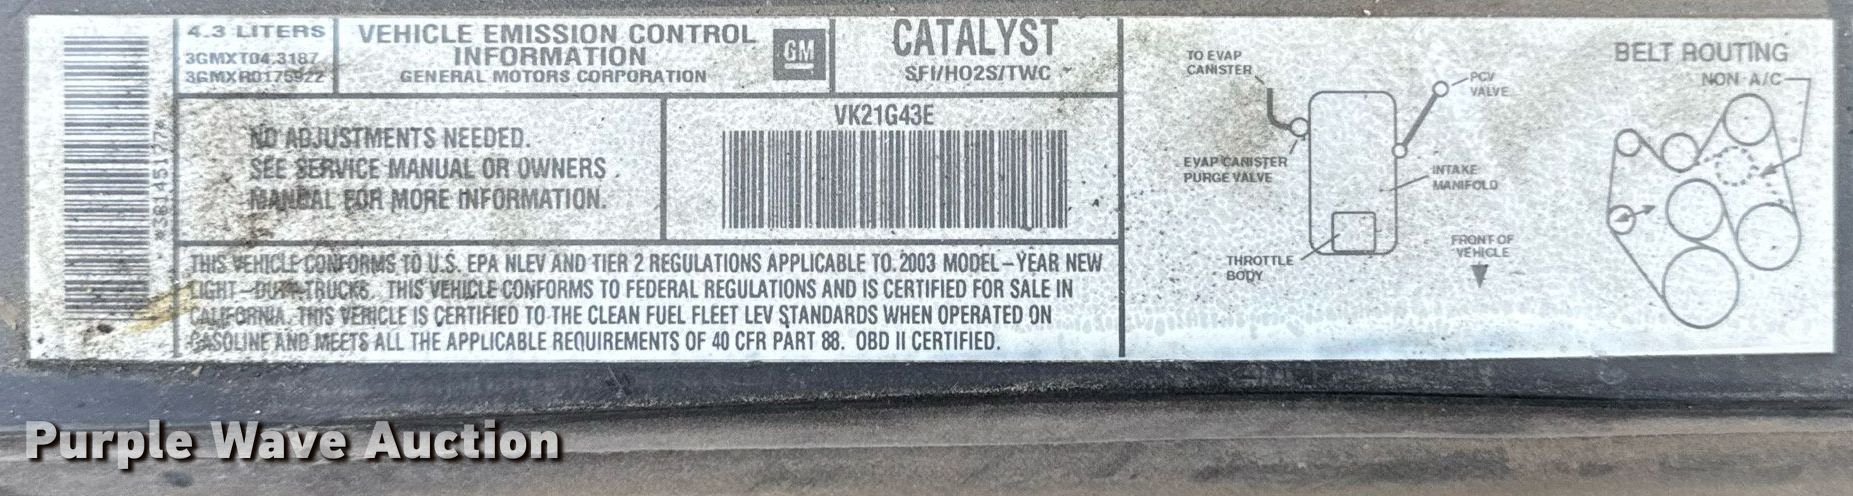 *3814517​7*
4.3 LITERS
3GMXT04.3187
3GMXR0175922
VEHICLE EMISSION CONTROL
INFORMATION
GENERAL MOTORS CORPORATION
GM
CATALYST
SFI/HO2S/TWC
NO ADJUSTMENTS NEEDED.
SEE SERVICE MANUAL OR OWNERS
MANUAL FOR MORE INFORMATION.
VK21G43E
THIS VEHICLE CONFORMS TO U.S. EPA NLEV AND TIER 2 REGULATIONS APPLICABLE TO 2003 MODEL-YEAR NEW
LIGHT-DUTY TRUCKS. THIS VEHICLE CONFORMS TO FEDERAL REGULATIONS AND IS CERTIFIED FOR SALE IN
CALIFORNIA. THIS VEHICLE IS CERTIFIED TO THE CLEAN FUEL FLEET LEV STANDARDS WHEN OPERATED ON
GASOLINE AND MEETS ALL THE APPLICABLE REQUIREMENTS OF 40 CFR PART 88. OBD II CERTIFIED.
TO EVAP
CANISTER
PCV
VALVE
EVAP CANISTER
PURGE VALVE
INTAKE
MANIFOLD
THROTTLE
BODY
FRONT OF
VEHICLE
BELT ROUTING
NON A/C
Purple Wave Auction